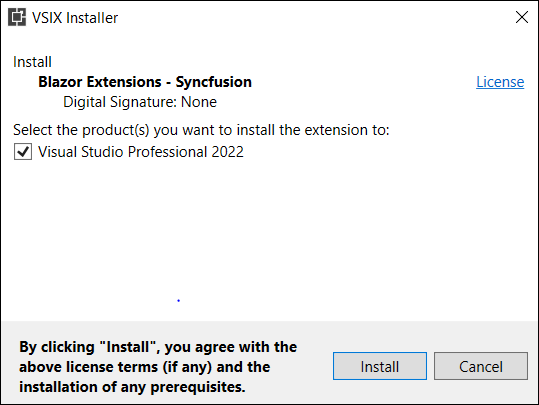 VSIX Installer
Install
Blazor Extensions - Syncfusion
License
Digital Signature: None
Select the product(s) you want to install the extension to:
Visual Studio Professional 2022
By clicking "Install", you agree with the
above license terms (if any) and the
installation of any prerequisites.
Install
Cancel